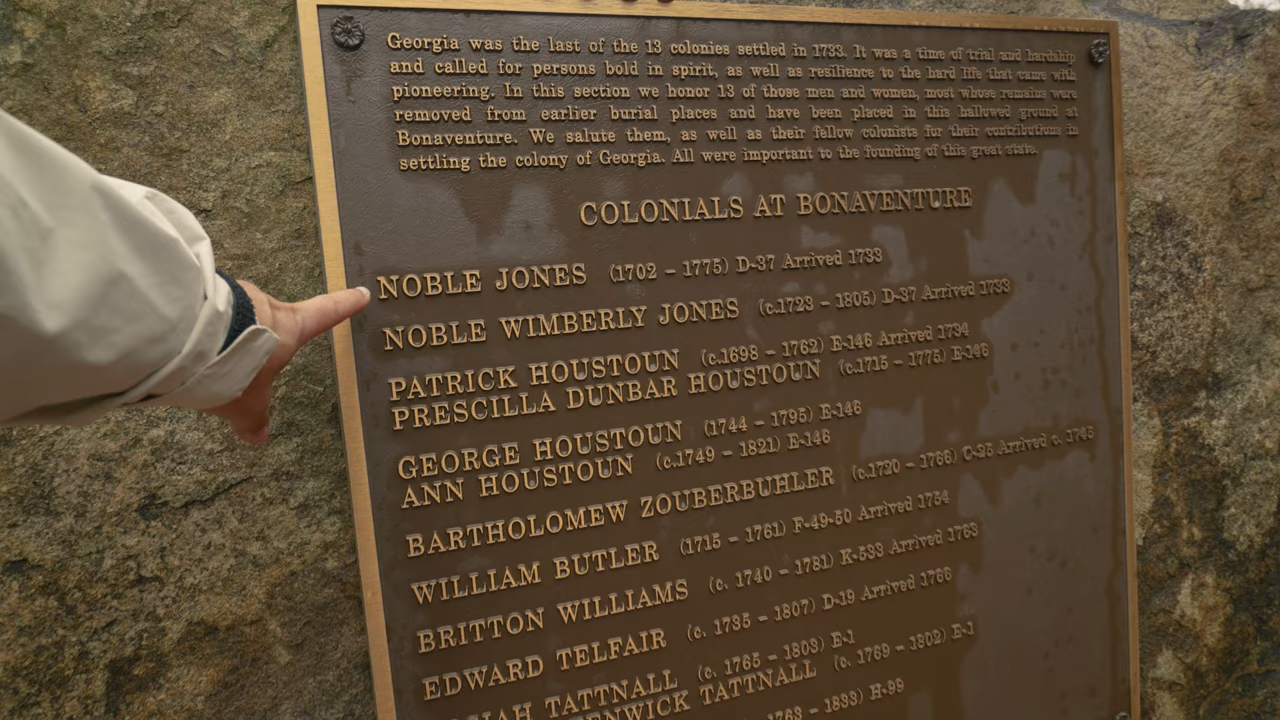 Georgia was the last of the 13 colonies settled in 1733. It was a time of trial and hardship
and called for persons bold in spirit, as well as resilience to the hard life that came with
pioneering. In this section we honor 13 of those men and women, most whose remains were
removed from earlier burial places and have been placed in this hallowed ground at
Bonaventure. We salute them, as well as their fellow colonists for their contributions in
settling the colony of Georgia. All were important to the founding of this great state.
COLONIALS AT BONAVENTURE
NOBLE JONES (1702 - 1775) D-37 Arrived 1733
NOBLE WIMBERLY JONES (c.1723 - 1805) D-37 Arrived 1733
PATRICK HOUSTOUN (c.1698 - 1762) E-146 Arrived 1734
PRESCILLA DUNBAR HOUSTOUN (c.1715 - 1775) E-146
GEORGE HOUSTOUN (1744 - 1795) E-146
ANN HOUSTOUN (c.1749 - 1821) E-146
BARTHOLOMEW ZOUBERBUHLER (c.1720 - 1766) C-25 Arrived c. 1745
WILLIAM BUTLER (1715 - 1761) F-49-50 Arrived 1754
BRITTON WILLIAMS (c. 1740 - 1781) K-533 Arrived 1763
EDWARD TELFAIR (c. 1735 - 1807) D-19 Arrived 1766
TATTNALL (c. 1765 - 1803) E-1
TATTNALL (c. 1769 - 1802) E-1
1763 - 1833) H-99